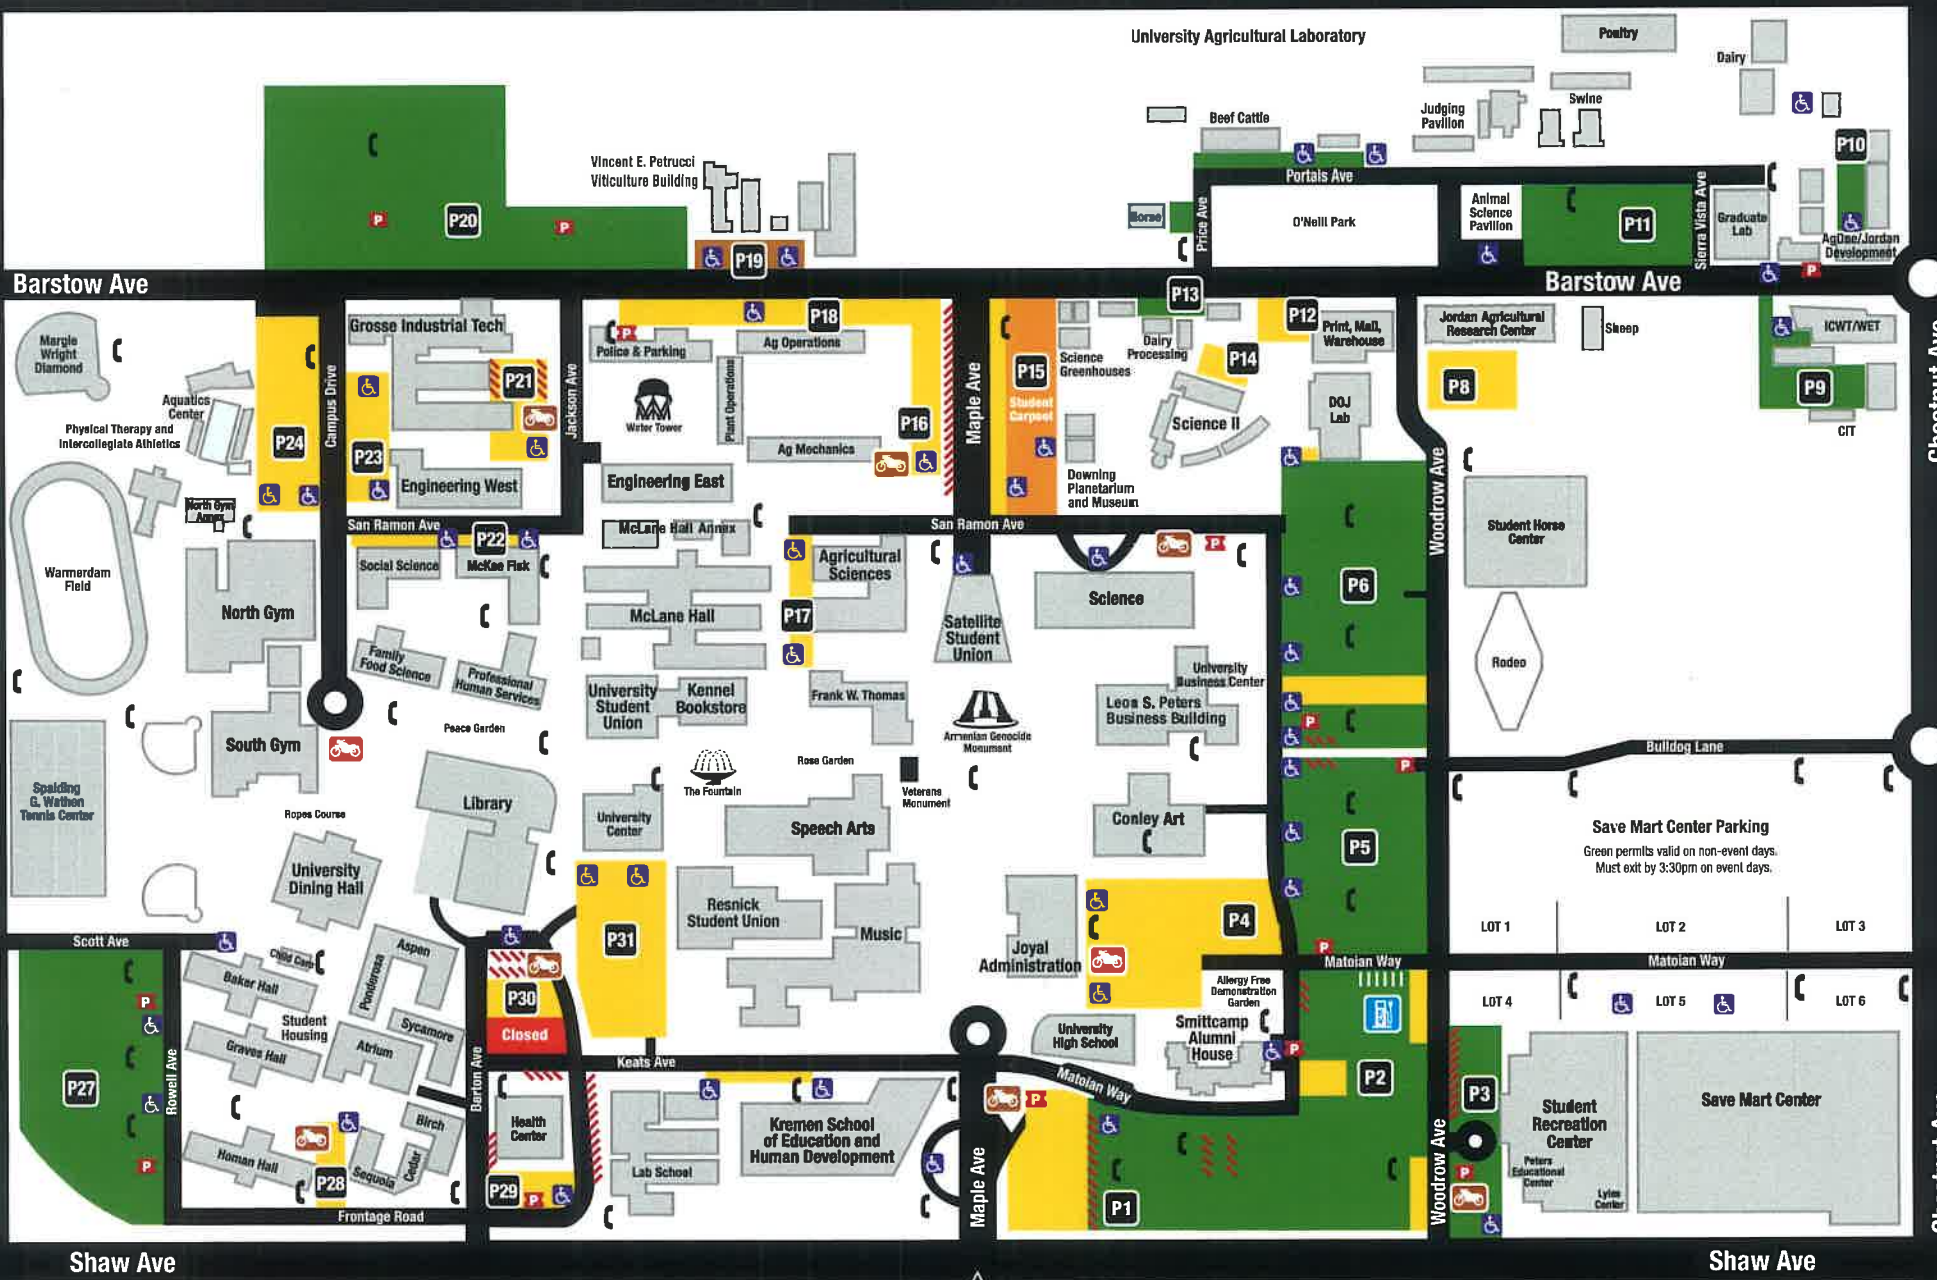 University Agricultural Laboratory
Poultry
Dairy
Swine
Judging
Pavilion
Beef Cattle
P10
Vincent E. Petrucci
Viticulture Building
Portals Ave
P
P20
P
P19
Horse
Price Ave
O'Neill Park
Animal
Science
Pavilion
P11
Sierra Vista Ave
Graduate
Lab
AgOne/Jordan
Development
P
Barstow Ave
Barstow Ave
P13
Margie
Wright
Diamond
Grosse Industrial Tech
P
Police & Parking
P18
Ag Operations
P15
Student
Carpool
Science
Greenhouses
Dairy
Processing
P12
Print, Mail,
Warehouse
P14
Jordan Agricultural
Research Center
Sheep
ICWT/WET
P8
P9
CIT
Chestnut Ave
Aquatics
Center
Physical Therapy and
Intercollegiate Athletics
P24
Campus Drive
P21
P23
Jackson Ave
Water Tower
Plant Operations
P16
Ag Mechanics
Maple Ave
Science II
DOJ
Lab
Downing
Planetarium
and Museum
Engineering West
Engineering East
North Gym
Annex
San Ramon Ave
P22
McLane Hall Annex
San Ramon Ave
Woodrow Ave
Student Horse
Center
Warmerdam
Field
Social Science
McKee Fisk
Agricultural
Sciences
P
P6
North Gym
McLane Hall
P17
Satellite
Student
Union
Science
Rodeo
Family
Food Science
Professional
Human Services
University
Student
Union
Kennel
Bookstore
Frank W. Thomas
University
Business Center
Leon S. Peters
Business Building
Peace Garden
Armenian Genocide
Monument
P
South Gym
Rose Garden
Bulldog Lane
P
Spalding
G. Wathen
Tennis Center
Ropes Course
Library
The Fountain
Veterans
Monument
University
Center
Speech Arts
Conley Art
P5
Save Mart Center Parking
Green permits valid on non-event days.
Must exit by 3:30pm on event days.
University
Dining Hall
Resnick
Student Union
Music
P31
P4
LOT 1
LOT 2
LOT 3
Scott Ave
Aspen
Ponderosa
Child Care
Baker Hall
Joyal
Administration
P
Matoian Way
Matoian Way
P
P30
Closed
Allergy Free
Demonstration
Garden
LOT 4
LOT 5
LOT 6
Student
Housing
Sycamore
Graves Hall
Atrium
University
High School
Smittcamp
Alumni
House
P
Rowell Ave
Barton Ave
Keats Ave
Matoian Way
P2
P27
P
P3
Birch
Health
Center
Kremen School
of Education and
Human Development
Student
Recreation
Center
Save Mart Center
Homan Hall
P28
Sequoia
Cedar
Lab School
P29
P
Maple Ave
P1
Woodrow Ave
P
Peters
Educational
Center
Lyles
Center
P
Frontage Road
Shaw Ave
Shaw Ave